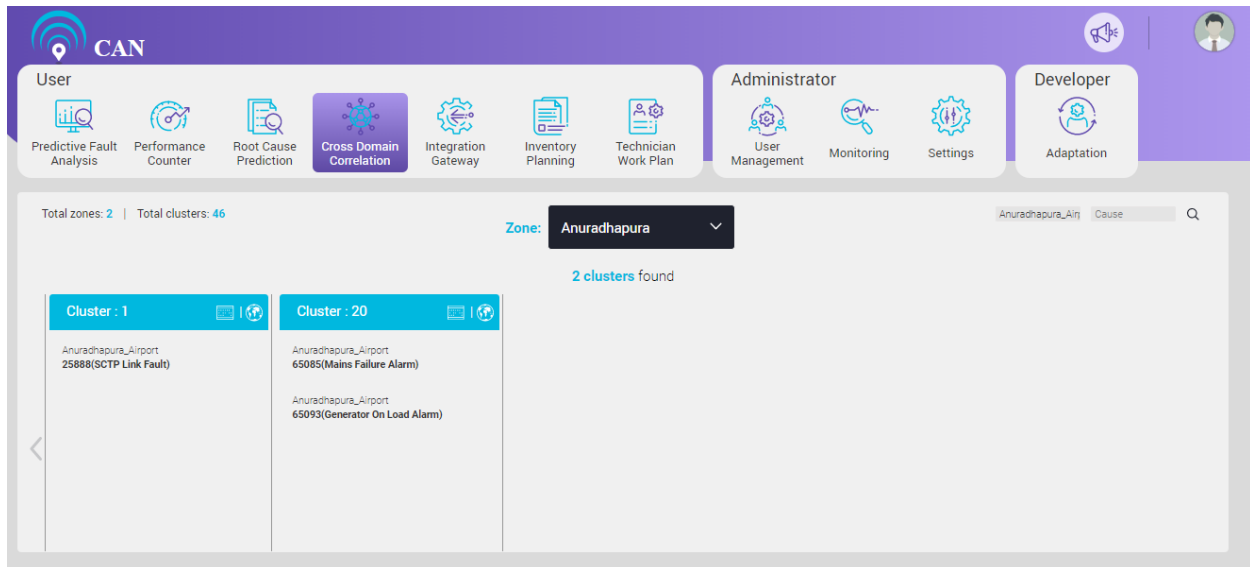 CAN
User
Administrator
Developer
Predictive Fault
Analysis
Performance
Counter
Root Cause
Prediction
Cross Domain
Correlation
Integration
Gateway
Inventory
Planning
Technician
Work Plan
User
Management
Monitoring
Settings
Adaptation
Total zones: 2 | Total clusters: 46
Zone: Anuradhapura
Anuradhapura_Air
Cause
2 clusters found
Cluster : 1
Anuradhapura_Airport
25888(SCTP Link Fault)
Cluster : 20
Anuradhapura_Airport
65085(Mains Failure Alarm)
Anuradhapura_Airport
65093(Generator On Load Alarm)